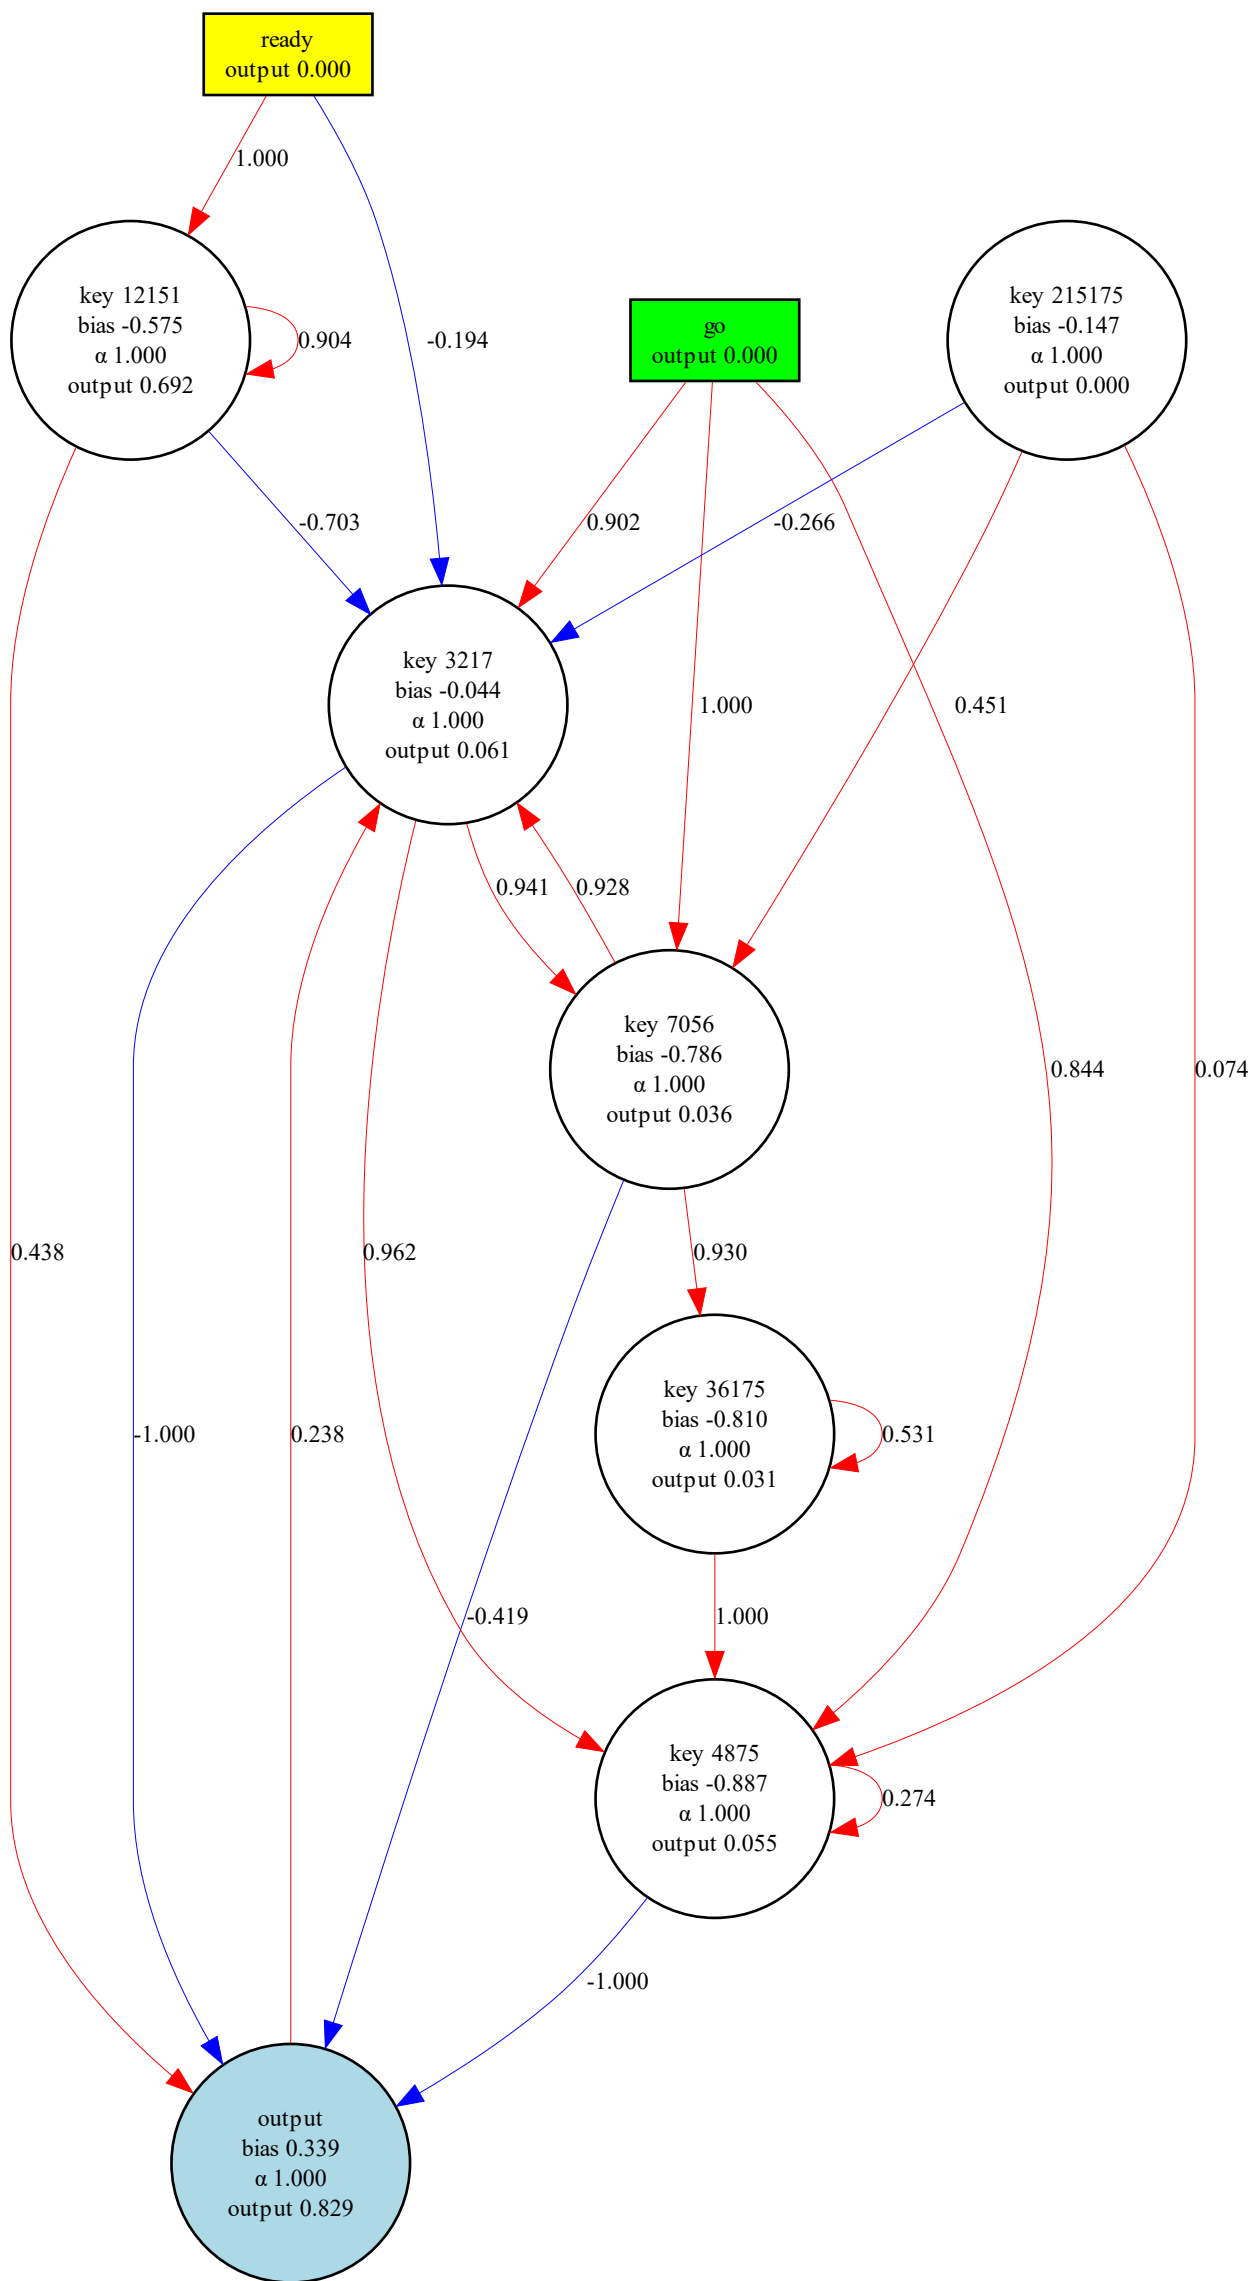 ready
output 0.000
1.000
key 12151
bias -0.575
α 1.000
output 0.692
0.904
-0.194
go
output 0.000
key 215175
bias -0.147
α 1.000
output 0.000
-0.703
0.902
-0.266
key 3217
bias -0.044
α 1.000
output 0.061
1.000
0.451
0.941
0.928
key 7056
bias -0.786
α 1.000
output 0.036
0.844
0.074
0.438
0.962
0.930
key 36175
bias -0.810
α 1.000
output 0.031
0.531
-1.000
0.238
-0.419
1.000
key 4875
bias -0.887
α 1.000
output 0.055
0.274
-1.000
output
bias 0.339
α 1.000
output 0.829